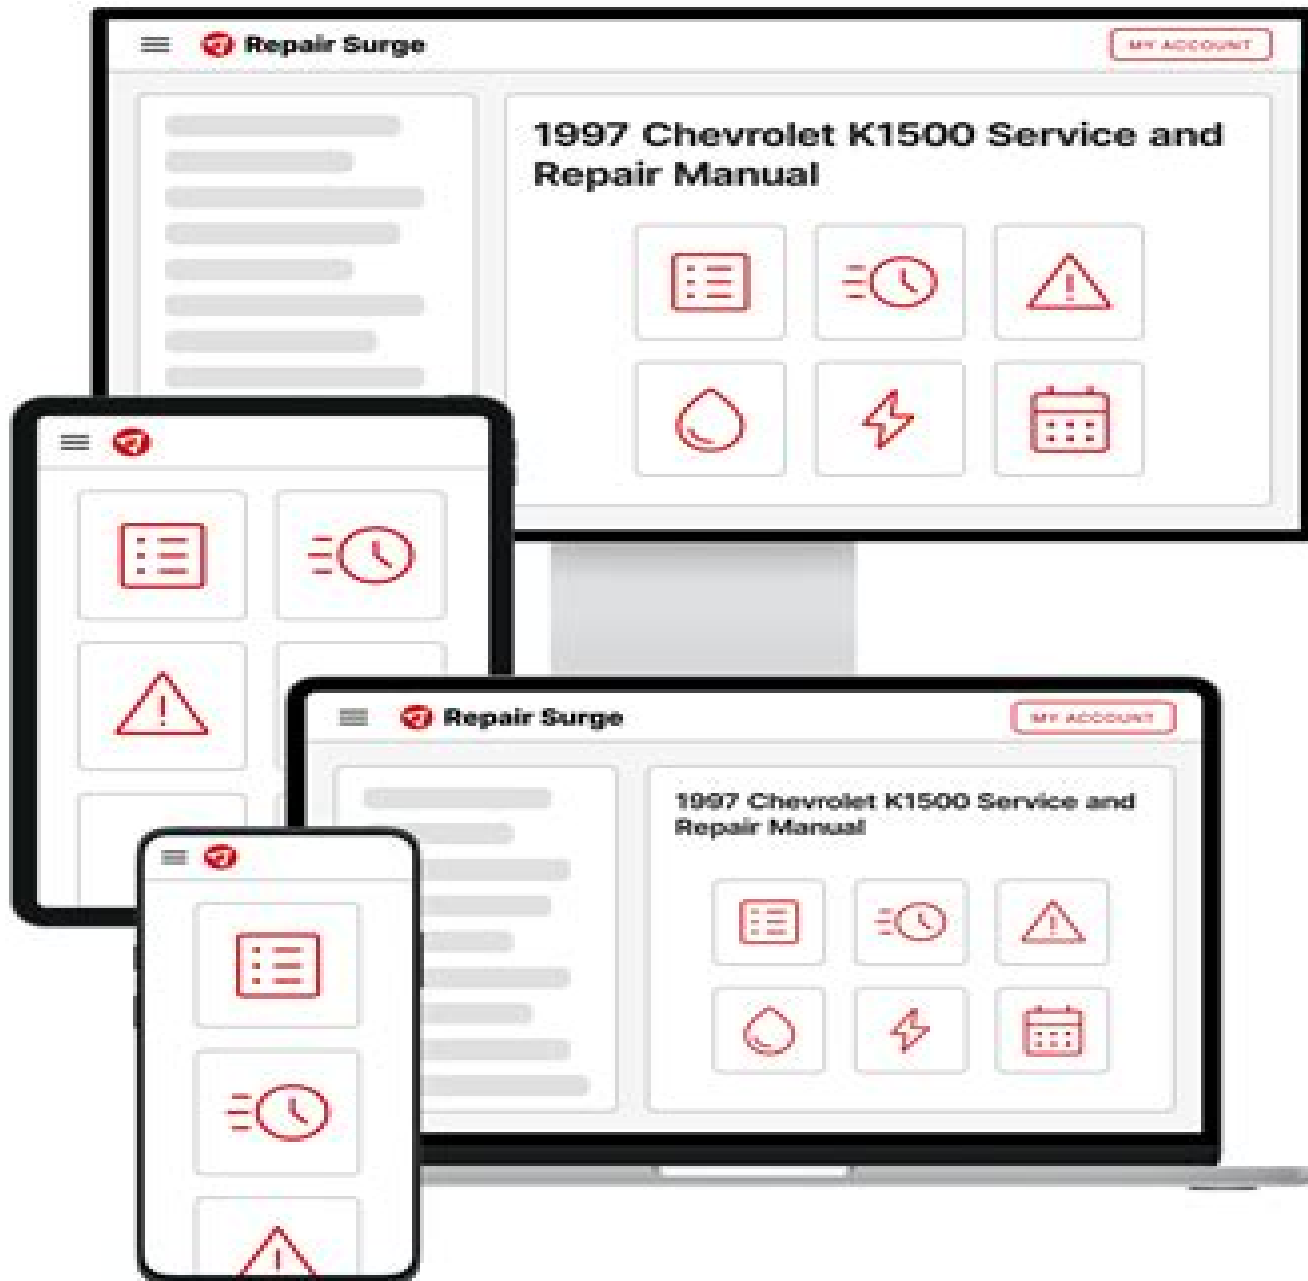 Repair Surge
MY ACCOUNT
1997 Chevrolet K1500 Service and
Repair Manual
Repair Surge
MY ACCOUNT
1997 Chevrolet K1500 Service and
Repair Manual